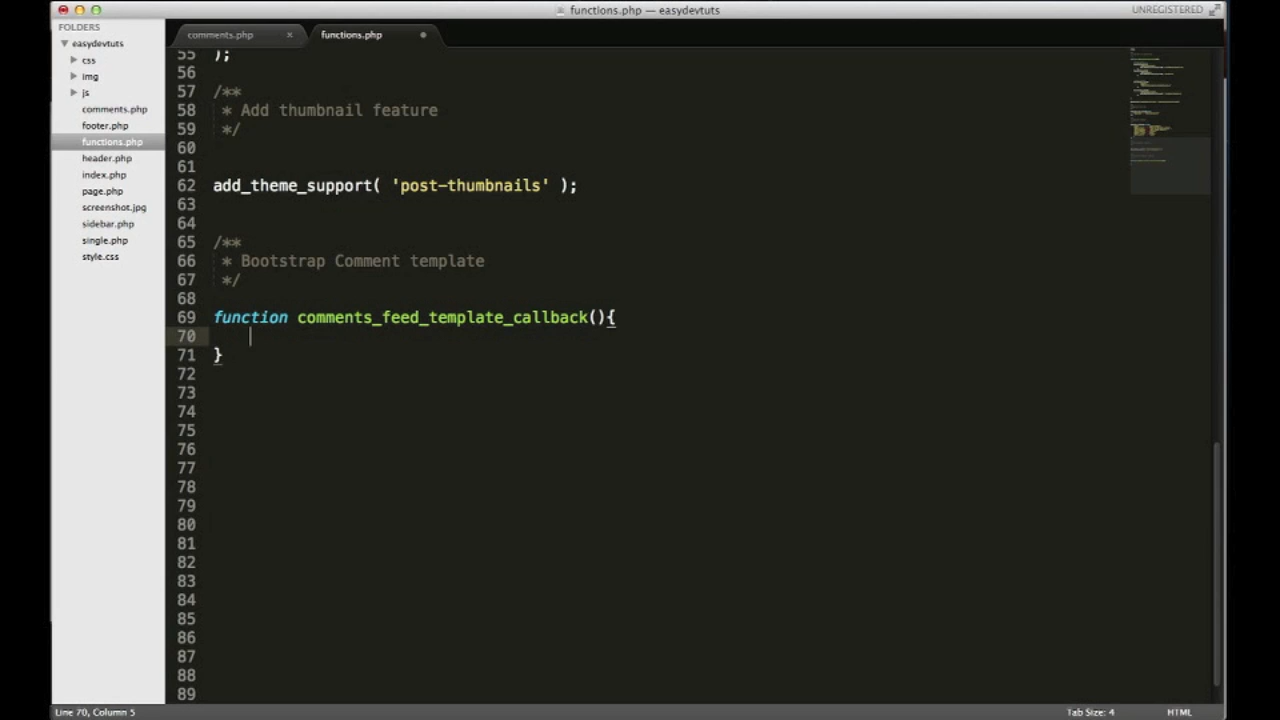 functions.php — easydevtuts
UNREGISTERED
FOLDERS
easydevtuts
css
img
js
comments.php
footer.php
functions.php
header.php
index.php
page.php
screenshot.jpg
sidebar.php
single.php
style.css
comments.php ×
functions.php
55 );
56
57 /**
58 * Add thumbnail feature
59 */
60
61
62 add_theme_support( 'post-thumbnails' );
63
64
65 /**
66 * Bootstrap Comment template
67 */
68
69 function comments_feed_template_callback(){
70
71 }
72
73
74
75
76
77
78
79
80
81
82
83
84
85
86
87
88
89
Line 70, Column 5
Tab Size: 4
HTML